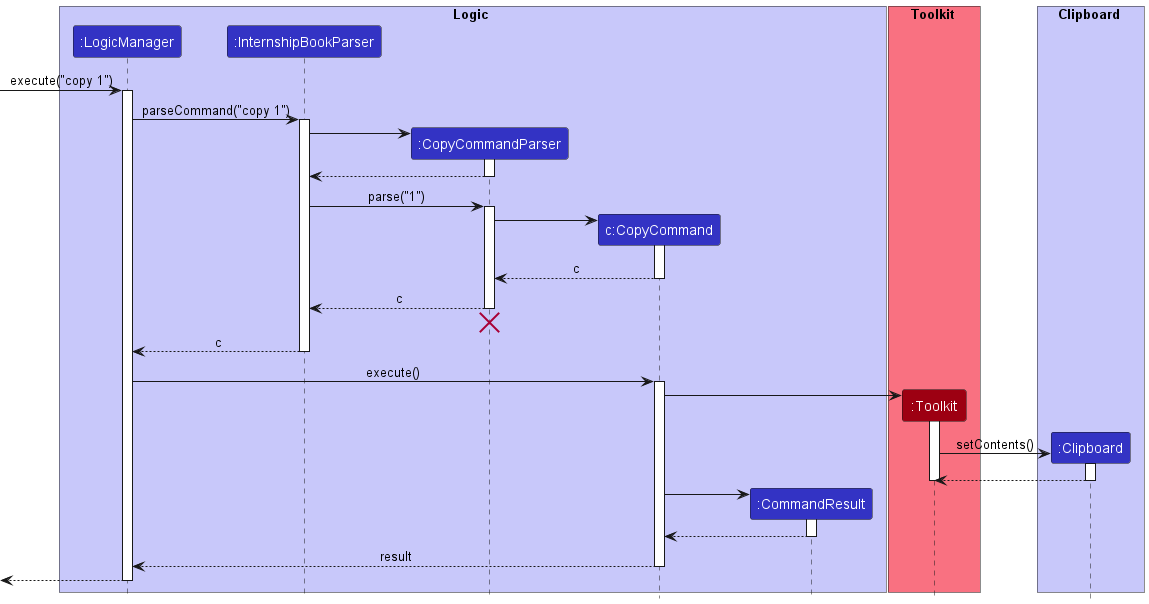 Logic
Toolkit
Clipboard
:LogicManager
:InternshipBookParser
execute("copy 1")
parseCommand("copy 1")
:CopyCommandParser
parse("1")
c:CopyCommand
c
c
c
execute()
:Toolkit
setContents()
:Clipboard
:CommandResult
result